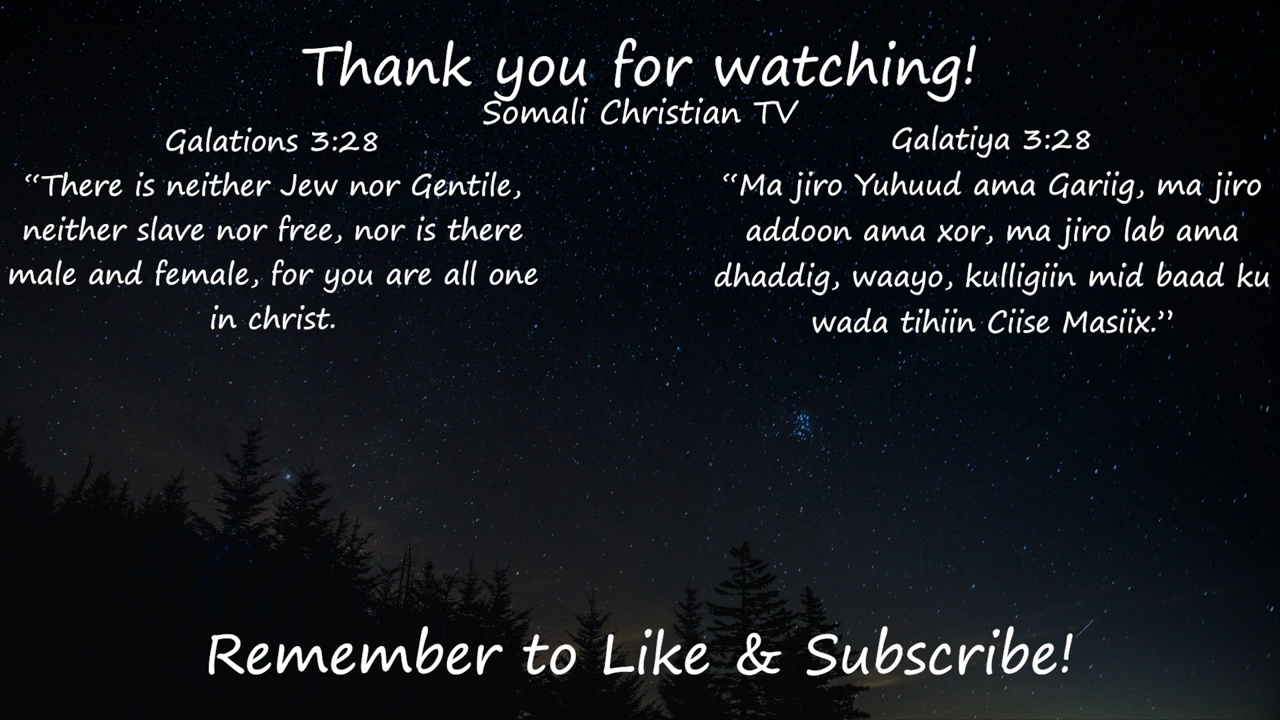 Thank you for watching!
Somali Christian TV
Galations 3:28
“There is neither Jew nor Gentile,
neither slave nor free, nor is there
male and female, for you are all one
in christ.
Galatiya 3:28
“Ma jiro Yuhuud ama Gariig, ma jiro
addoon ama xor, ma jiro lab ama
dhaddig, waayo, kulligiin mid baad ku
wada tihiin Ciise Masiix.”
Remember to Like & Subscribe!